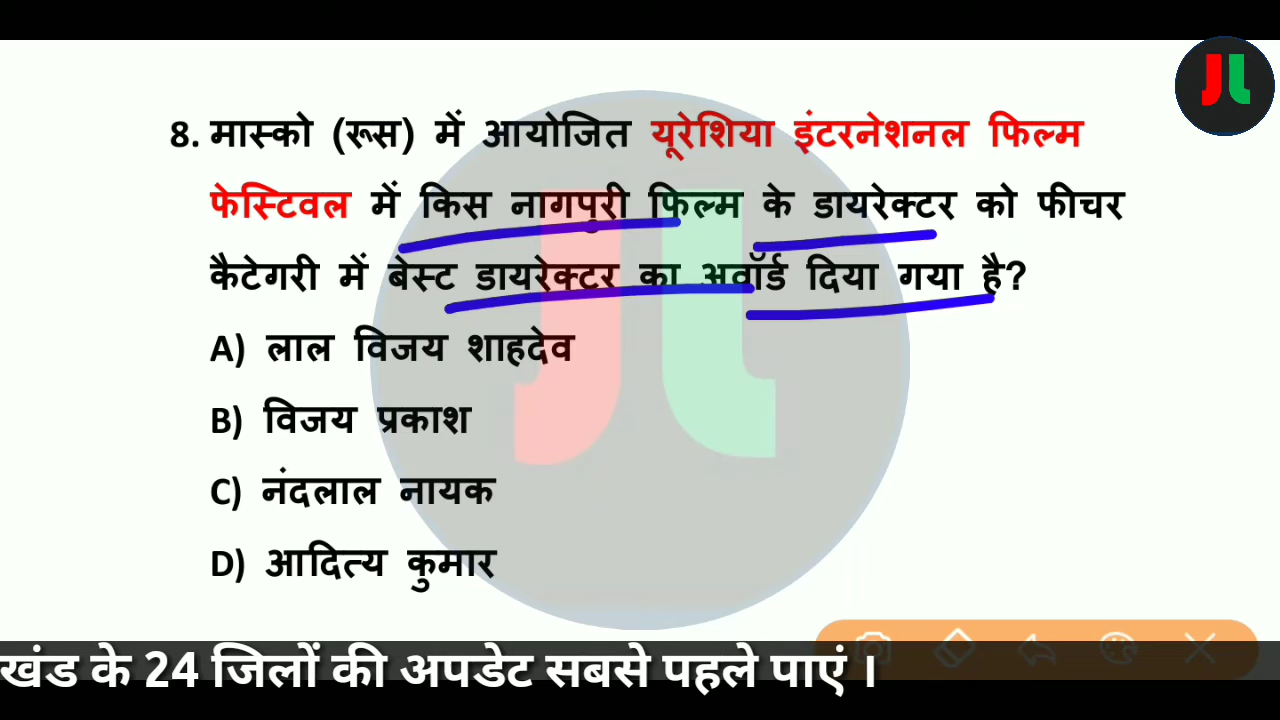 8. मास्को (रूस) में आयोजित यूरेशिया इंटरनेशनल फिल्म
फेस्टिवल में किस नागपुरी फिल्म के डायरेक्टर को फीचर
कैटेगरी में बेस्ट डायरेक्टर का अवॉर्ड दिया गया है?
A) लाल विजय शाहदेव
B) विजय प्रकाश
C) नंदलाल नायक
D) आदित्य कुमार
खंड के 24 जिलों की अपडेट सबसे पहले पाएं ।